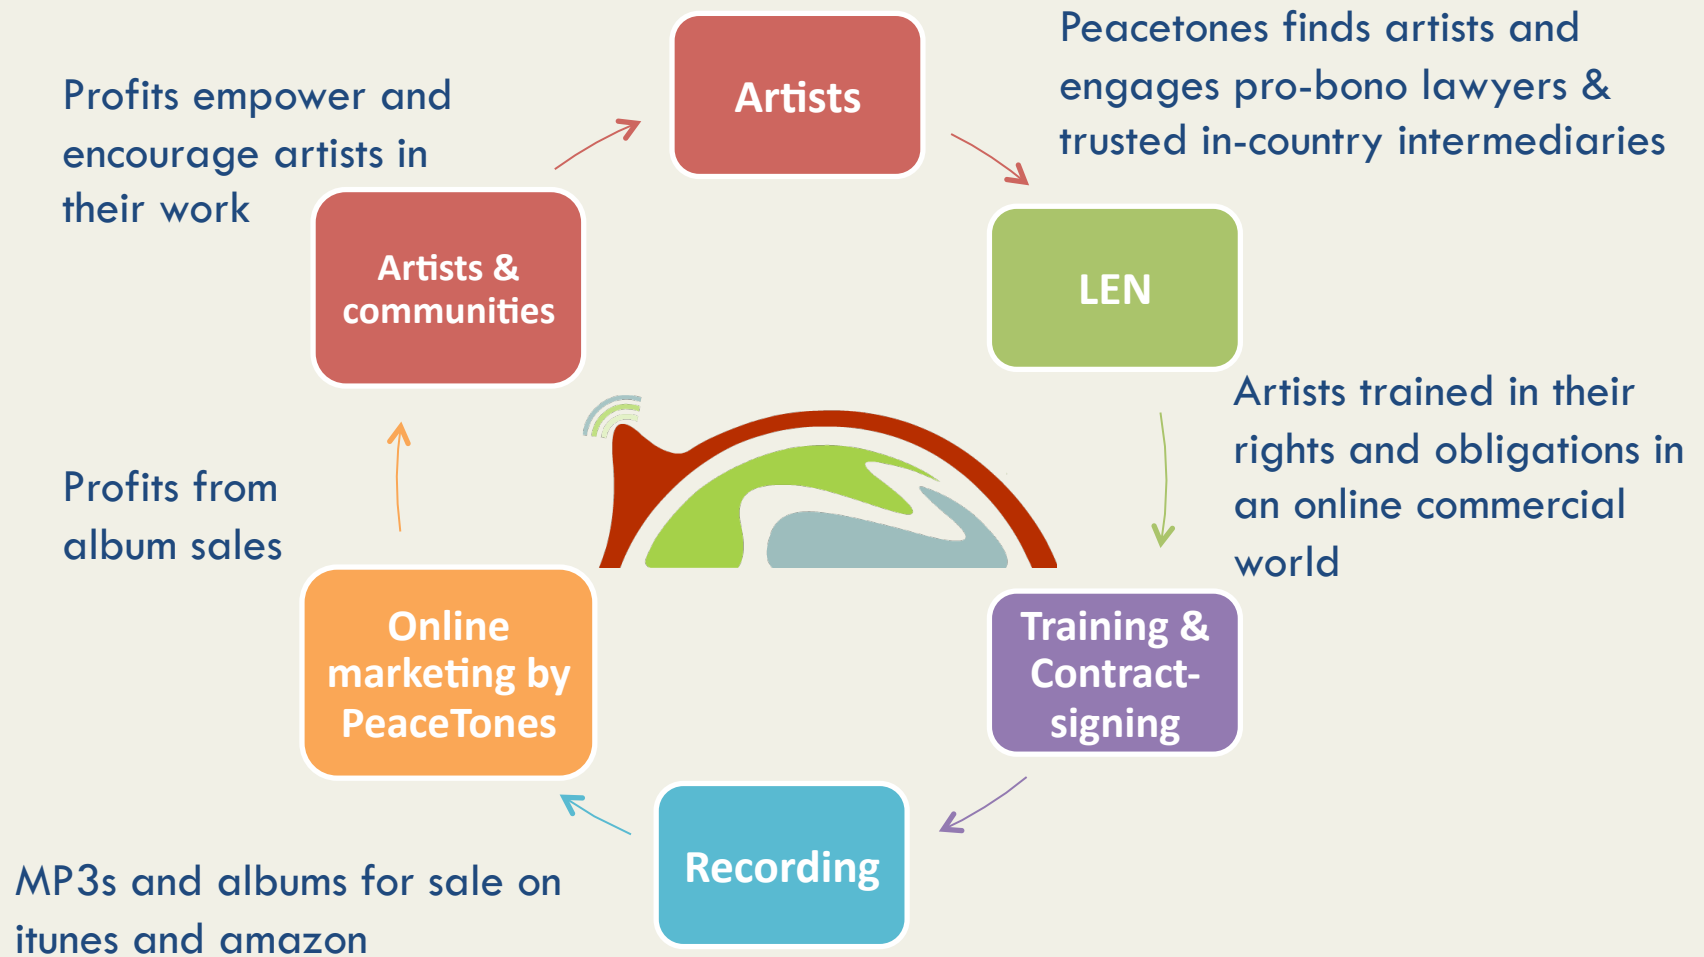 Artists
Peacetones finds artists and
engages pro-bono lawyers &
trusted in-country intermediaries
LEN
Artists trained in their
rights and obligations in
an online commercial
world
Training &
Contract-
signing
Recording
MP3s and albums for sale on
itunes and amazon
Online
marketing by
PeaceTones
Profits from
album sales
Artists &
communities
Profits empower and
encourage artists in
their work